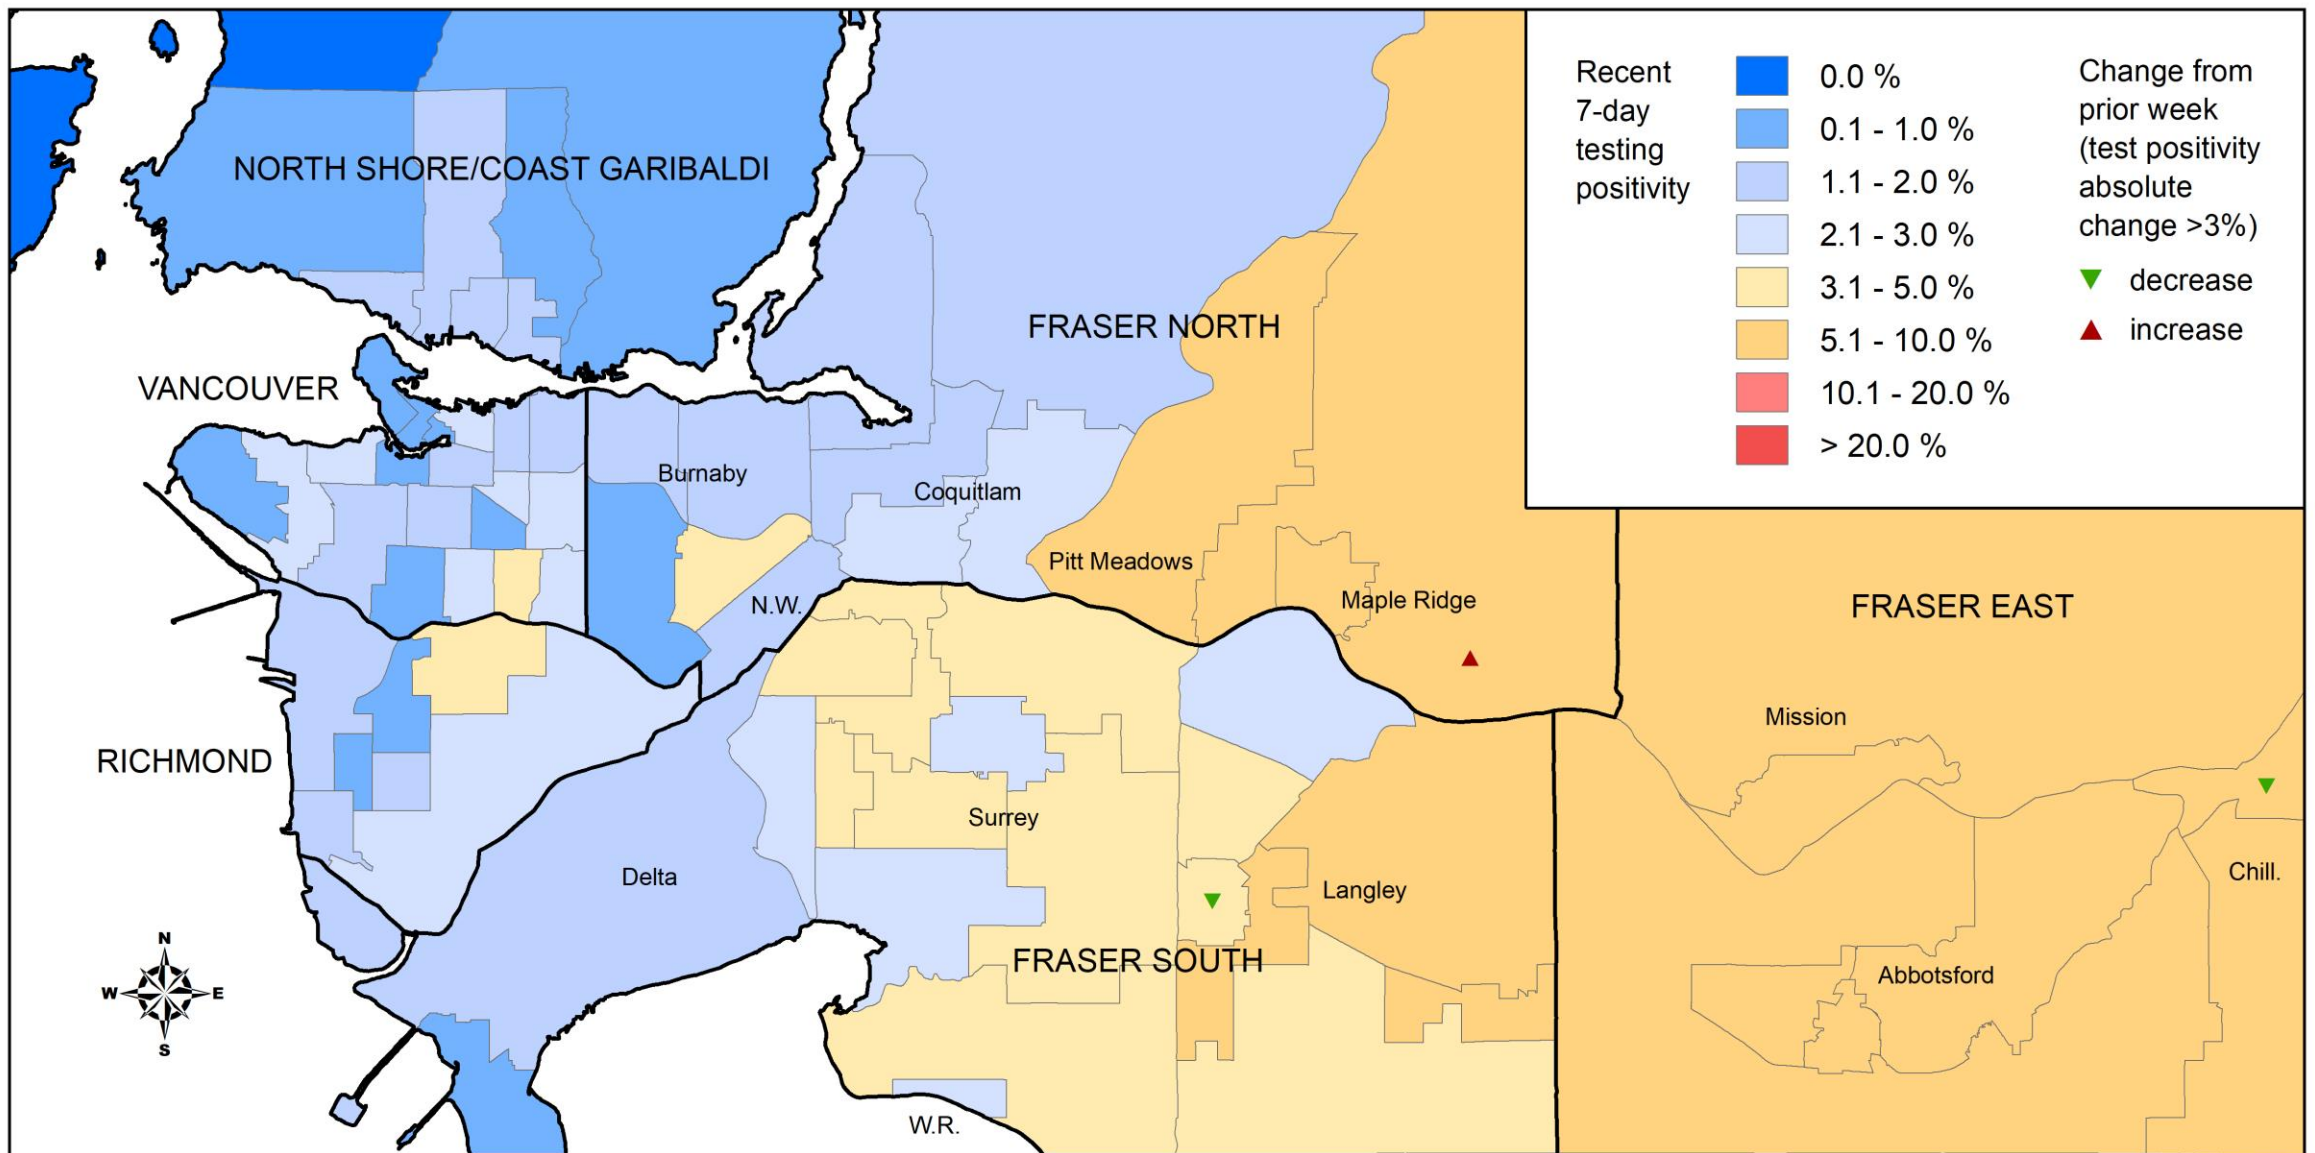 Recent
7-day
testing
positivity
0.0 %
0.1 - 1.0 %
1.1 - 2.0 %
2.1 - 3.0 %
3.1 - 5.0 %
5.1 - 10.0 %
10.1 - 20.0 %
> 20.0 %
Change from
prior week
(test positivity
absolute
change >3%)
decrease
increase
NORTH SHORE/COAST GARIBALDI
FRASER NORTH
VANCOUVER
Burnaby
Coquitlam
Pitt Meadows
Maple Ridge
N.W.
FRASER EAST
Mission
RICHMOND
Surrey
Delta
Langley
Chill.
FRASER SOUTH
Abbotsford
W.R.
N
W
E
S